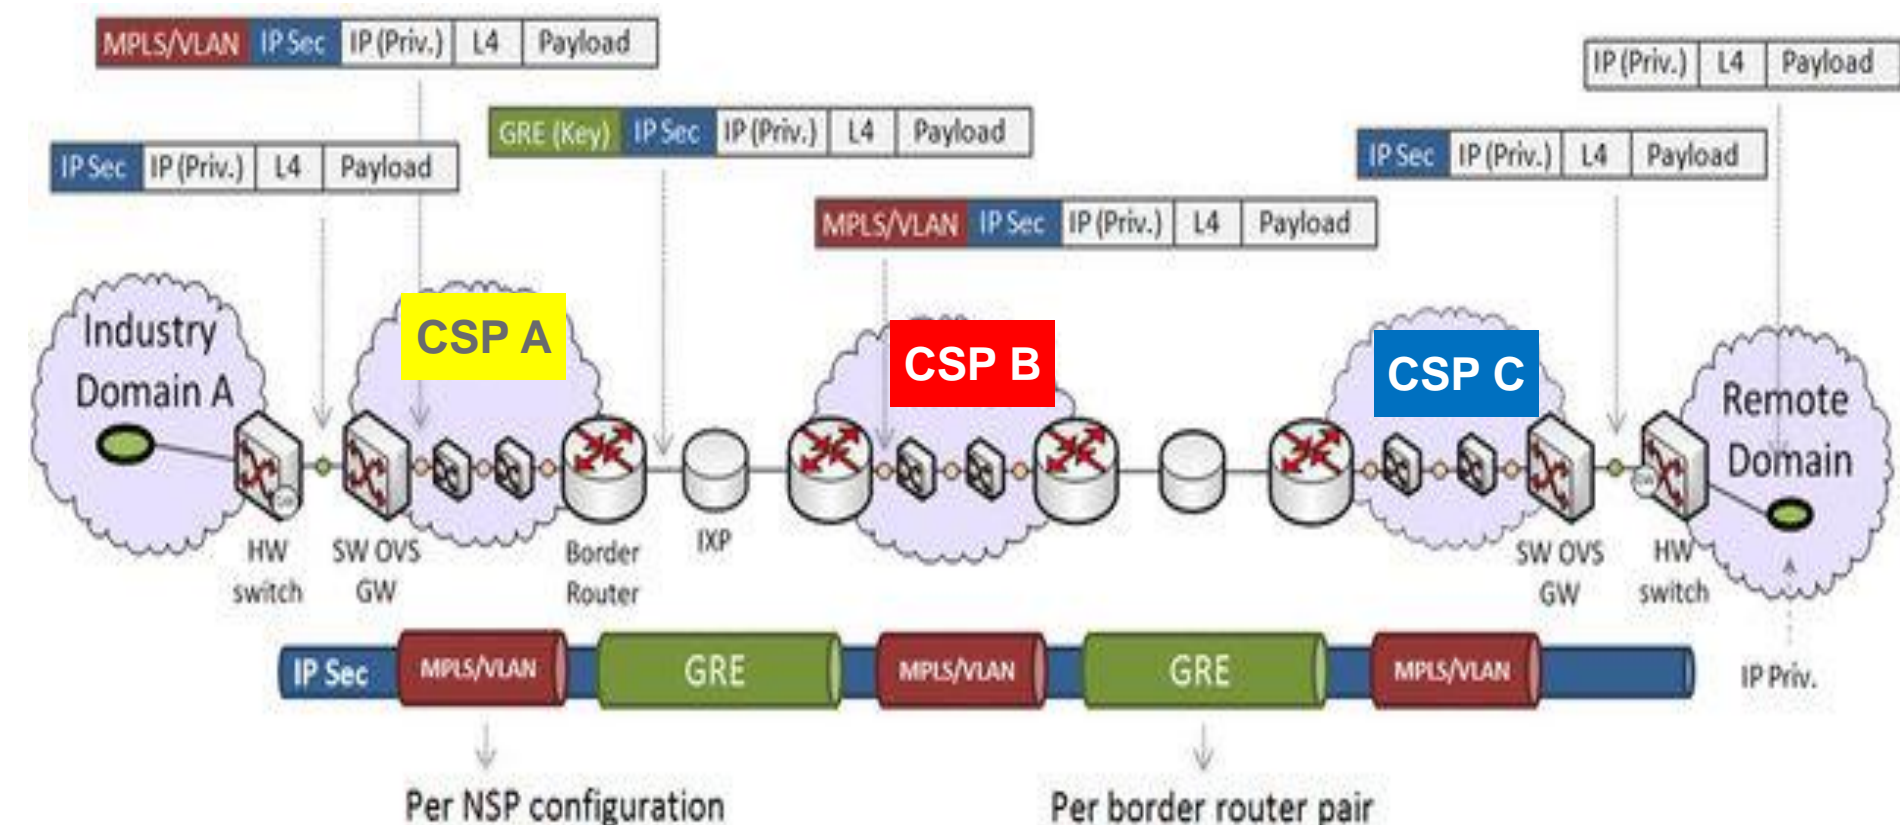 MPLS/VLAN IP Sec IP (Priv.) L4 Payload
IP (Priv.) L4 Payload
GRE (Key) IP Sec IP (Priv.) L4 Payload
IP Sec IP (Priv.) L4 Payload
IP Sec IP (Priv.) L4 Payload
MPLS/VLAN IP Sec IP (Priv.) L4 Payload
Industry
Domain A
CSP A
CSP B
CSP C
Remote
Domain
HW
switch
SW OVS
GW
Border
Router
IXP
SW OVS
GW
HW
switch
IP Sec MPLS/VLAN GRE MPLS/VLAN GRE MPLS/VLAN
IP Priv.
Per NSP configuration
Per border router pair